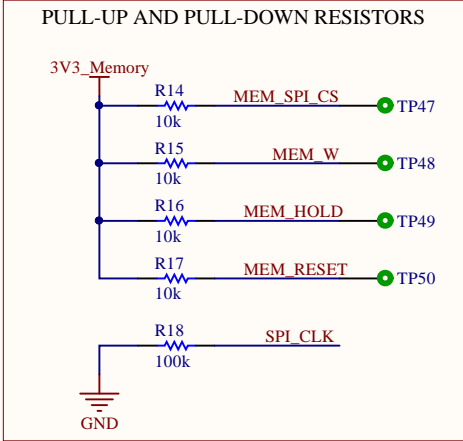 PULL-UP AND PULL-DOWN RESISTORS
3V3_Memory
R14
MEM_SPI_CS
TP47
10k
R15
MEM_W
TP48
10k
R16
MEM_HOLD
TP49
10k
R17
MEM_RESET
TP50
10k
R18
SPI_CLK
100k
GND